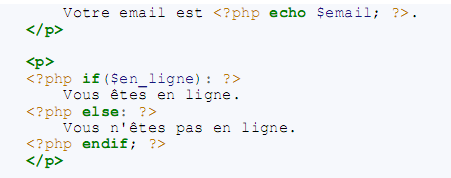 Votre email est <?php echo $email; ?>.
</p>
<p>
<?php if($en_ligne): ?>
Vous êtes en ligne.
<?php else: ?>
Vous n'êtes pas en ligne.
<?php endif; ?>
</p>